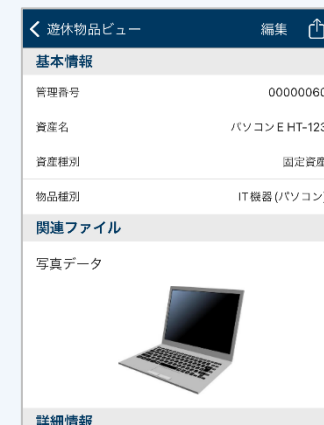 遊休物品ビュー 編集
基本情報
管理番号 00000060
資産名 パソコンE HT-123
資産種別 固定資産
物品種別 IT機器(パソコン)
関連ファイル
写真データ
詳細情報